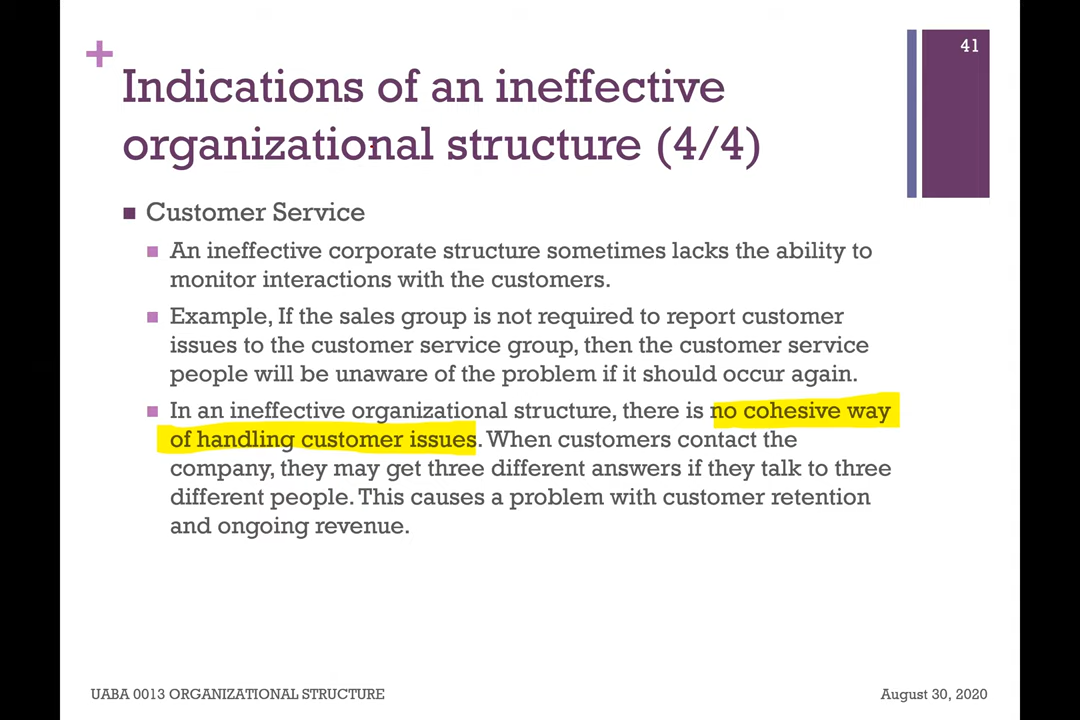 41
+
Indications of an ineffective
organizational structure (4/4)
Customer Service
An ineffective corporate structure sometimes lacks the ability to
monitor interactions with the customers.
Example, If the sales group is not required to report customer
issues to the customer service group, then the customer service
people will be unaware of the problem if it should occur again.
In an ineffective organizational structure, there is no cohesive way
of handling customer issues. When customers contact the
company, they may get three different answers if they talk to three
different people. This causes a problem with customer retention
and ongoing revenue.
UABA 0013 ORGANIZATIONAL STRUCTURE
August 30, 2020